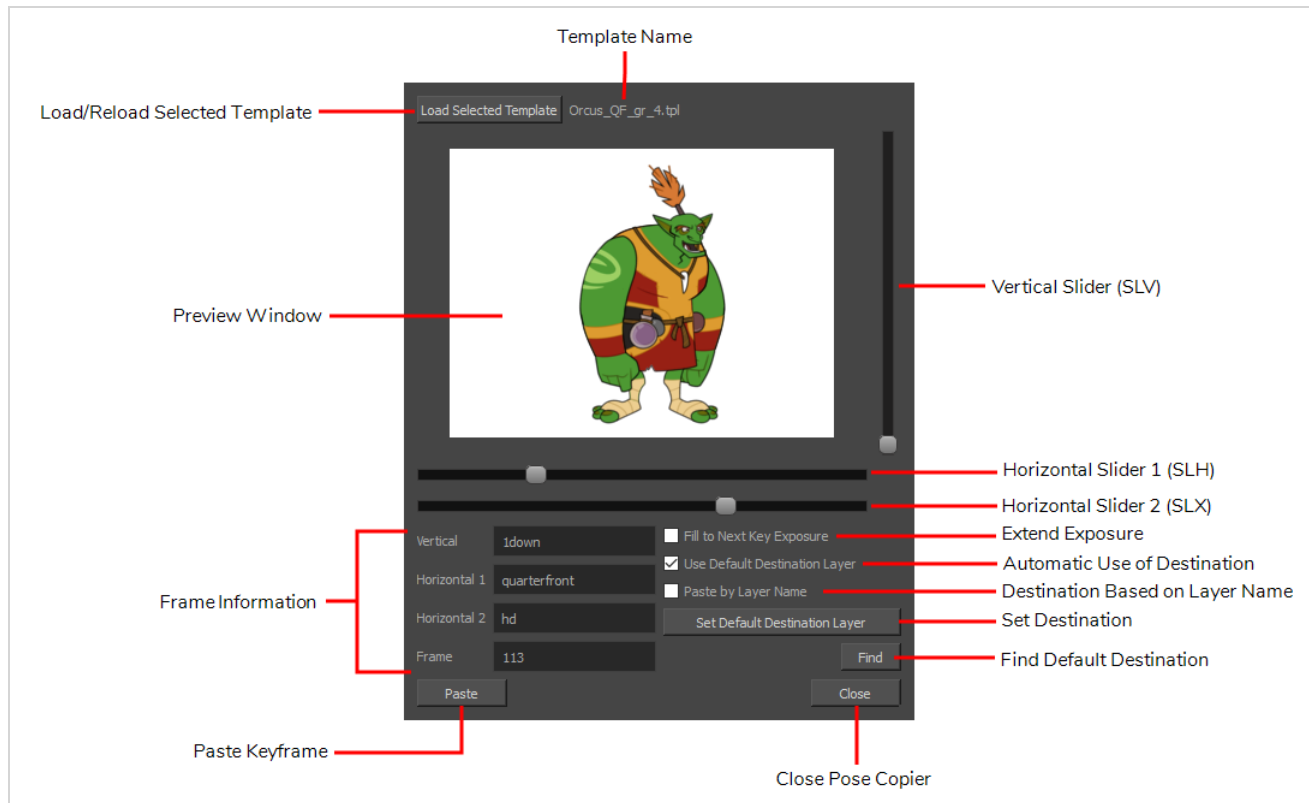 Template Name
Load/Reload Selected Template
Load Selected Template
Orcus_QF_gr_4.tpl
Preview Window
Vertical Slider (SLV)
Horizontal Slider 1 (SLH)
Horizontal Slider 2 (SLX)
Frame Information
Vertical
1down
Horizontal 1
quarterfront
Horizontal 2
hd
Frame
113
Fill to Next Key Exposure
Extend Exposure
Use Default Destination Layer
Automatic Use of Destination
Paste by Layer Name
Destination Based on Layer Name
Set Default Destination Layer
Set Destination
Find
Find Default Destination
Paste
Close
Paste Keyframe
Close Pose Copier